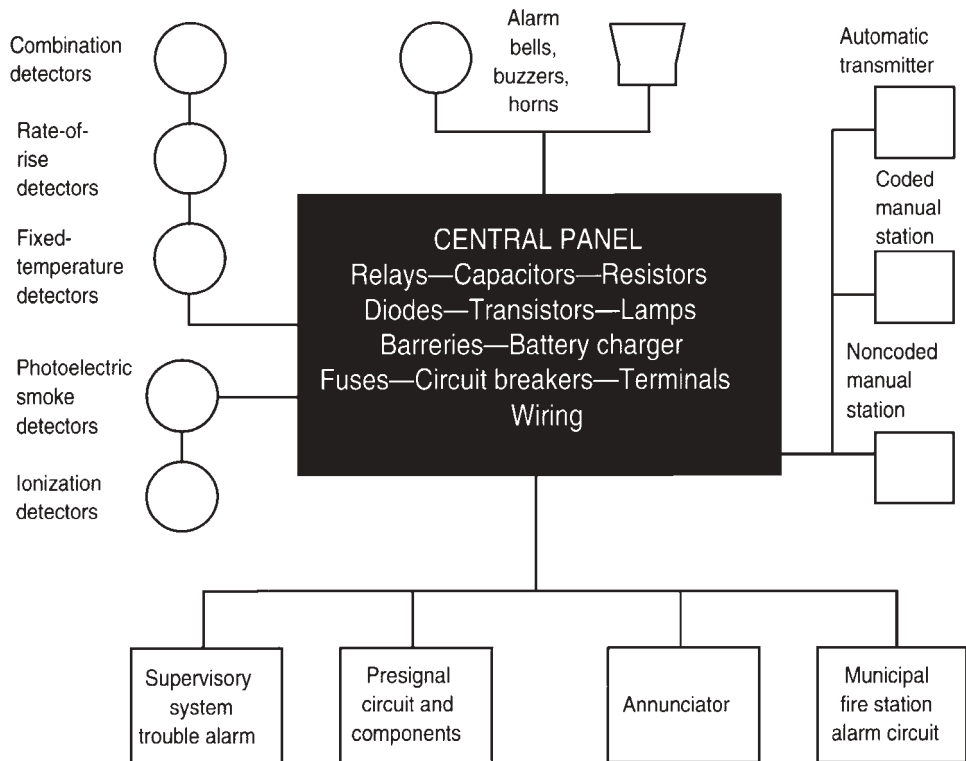 Combination
detectors
Rate-of-
rise
detectors
Fixed-
temperature
detectors
Photoelectric
smoke
detectors
Ionization
detectors
Alarm
bells,
buzzers,
horns
Automatic
transmitter
Coded
manual
station
Noncoded
manual
station
CENTRAL PANEL
Relays—Capacitors—Resistors
Diodes—Transistors—Lamps
Barreries—Battery charger
Fuses—Circuit breakers—Terminals
Wiring
Supervisory
system
trouble alarm
Presignal
circuit and
components
Annunciator
Municipal
fire station
alarm circuit